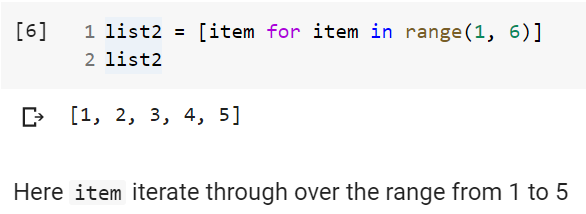 [6] 1 list2 = [item for item in range(1, 6)]
2 list2
[1, 2, 3, 4, 5]
Here item iterate through over the range from 1 to 5